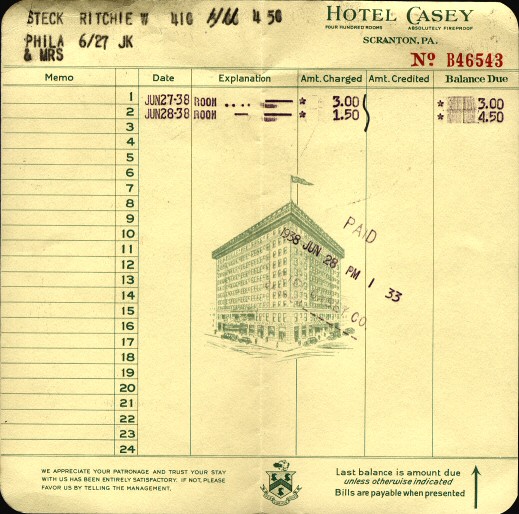 STECK RITCHIE W 410 4 50
PHILA 6/27 JK
& MRS
HOTEL CASEY
FOUR HUNDRED ROOMS ABSOLUTELY FIREPROOF
SCRANTON, PA.
No B46543
Memo Date Explanation Amt. Charged Amt. Credited Balance Due
1 JUN27-38 ROOM .... * 3.00 * 3.00
2 JUN28-38 ROOM — * 1.50 * 4.50
3
4
5
6
7
8
9
10
11
12
13
14
15
16
17
18
19
20
21
22
23
24
PAID
1938 JUN 28 PM 1 33
CO.
WE APPRECIATE YOUR PATRONAGE AND TRUST YOUR STAY
WITH US HAS BEEN ENTIRELY SATISFACTORY. IF NOT, PLEASE
FAVOR US BY TELLING THE MANAGEMENT.
Last balance is amount due
unless otherwise indicated
Bills are payable when presented